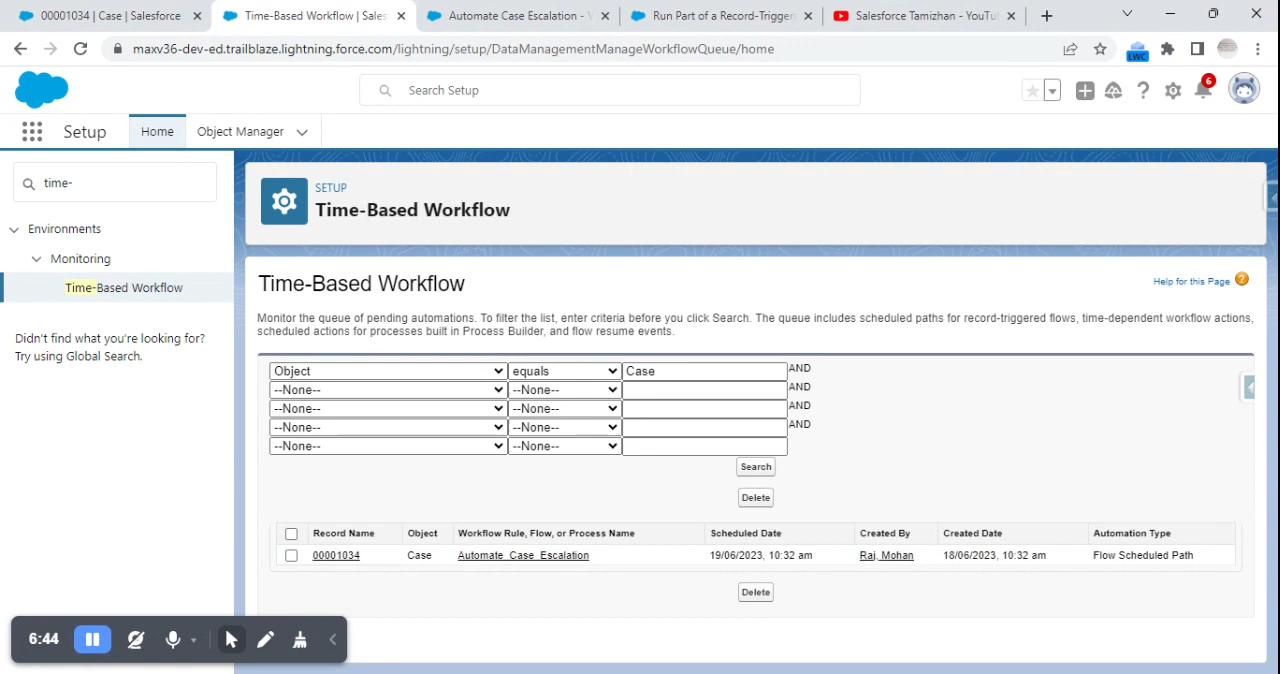 00001034 | Case | Salesforce
Time-Based Workflow | Sales
Automate Case Escalation - V
Run Part of a Record-Trigger
Salesforce Tamizhan - YouTu
maxv36-dev-ed.trailblaze.lightning.force.com/lightning/setup/DataManagementManageWorkflowQueue/home
LWC
Search Setup
6
Setup
Home
Object Manager
time-
SETUP
Time-Based Workflow
Environments
Monitoring
Time-Based Workflow
Didn't find what you're looking for?
Try using Global Search.
Time-Based Workflow
Help for this Page
Monitor the queue of pending automations. To filter the list, enter criteria before you click Search. The queue includes scheduled paths for record-triggered flows, time-dependent workflow actions,
scheduled actions for processes built in Process Builder, and flow resume events.
Object equals Case AND
--None-- --None-- AND
--None-- --None-- AND
--None-- --None-- AND
--None-- --None--
Search
Delete
Record Name Object Workflow Rule, Flow, or Process Name Scheduled Date Created By Created Date Automation Type
00001034 Case Automate_Case_Escalation 19/06/2023, 10:32 am Raj, Mohan 18/06/2023, 10:32 am Flow Scheduled Path
Delete
6:44